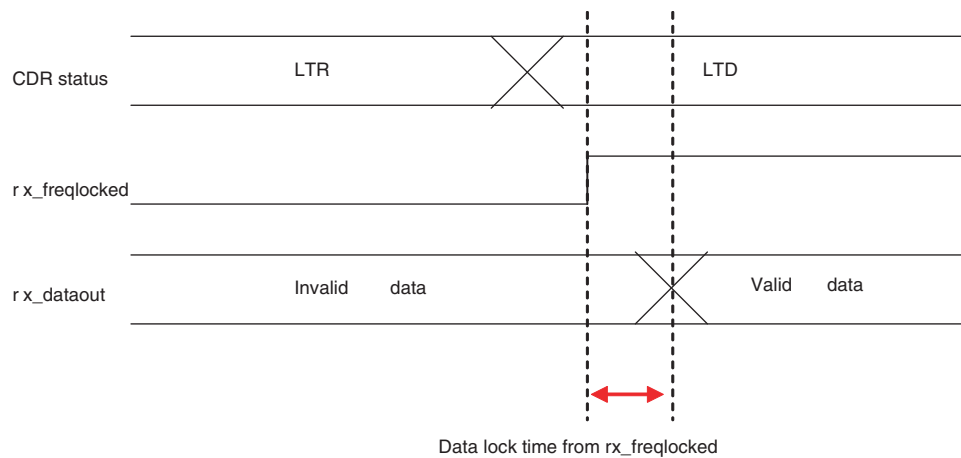 CDR status
LTR
LTD
r x_freqlocked
r x_dataout
Invalid data
Valid data
Data lock time from rx_freqlocked